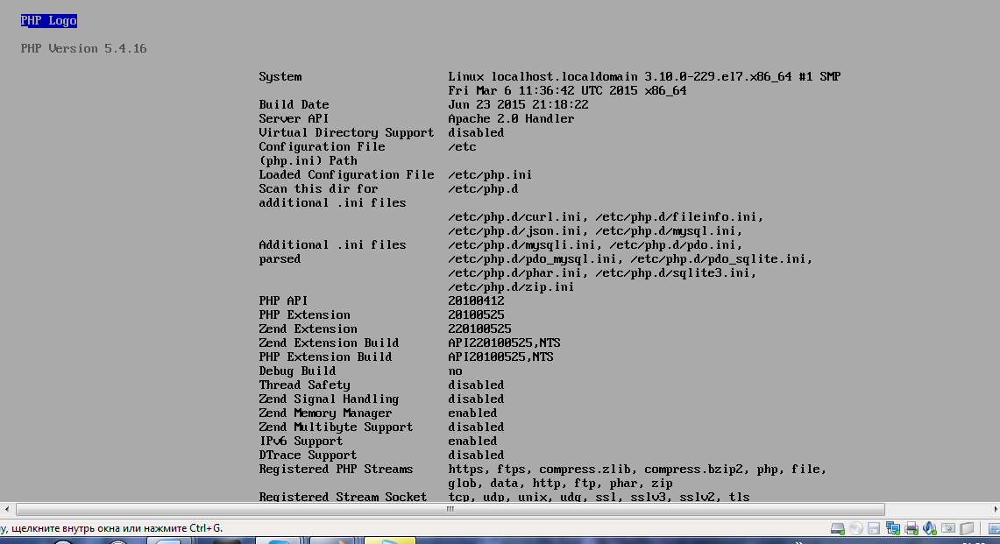 PHP Logo
PHP Version 5.4.16
System Linux localhost.localdomain 3.10.0-229.el7.x86_64 #1 SMP
Fri Mar 6 11:36:42 UTC 2015 x86_64
Build Date Jun 23 2015 21:18:22
Server API Apache 2.0 Handler
Virtual Directory Support disabled
Configuration File /etc
(php.ini) Path
Loaded Configuration File /etc/php.ini
Scan this dir for /etc/php.d
additional .ini files
/etc/php.d/curl.ini, /etc/php.d/fileinfo.ini,
/etc/php.d/json.ini, /etc/php.d/mysql.ini,
Additional .ini files /etc/php.d/mysqli.ini, /etc/php.d/pdo.ini,
parsed /etc/php.d/pdo_mysql.ini, /etc/php.d/pdo_sqlite.ini,
/etc/php.d/phar.ini, /etc/php.d/sqlite3.ini,
/etc/php.d/zip.ini
PHP API 20100412
PHP Extension 20100525
Zend Extension 220100525
Zend Extension Build API220100525,NTS
PHP Extension Build API20100525,NTS
Debug Build no
Thread Safety disabled
Zend Signal Handling disabled
Zend Memory Manager enabled
Zend Multibyte Support disabled
IPv6 Support enabled
DTrace Support disabled
Registered PHP Streams https, ftps, compress.zlib, compress.bzip2, php, file,
glob, data, http, ftp, phar, zip
Registered Stream Socket tcp, udp, unix, udg, ssl, sslv3, sslv2, tls
у, щелкните внутрь окна или нажмите Ctrl+G.